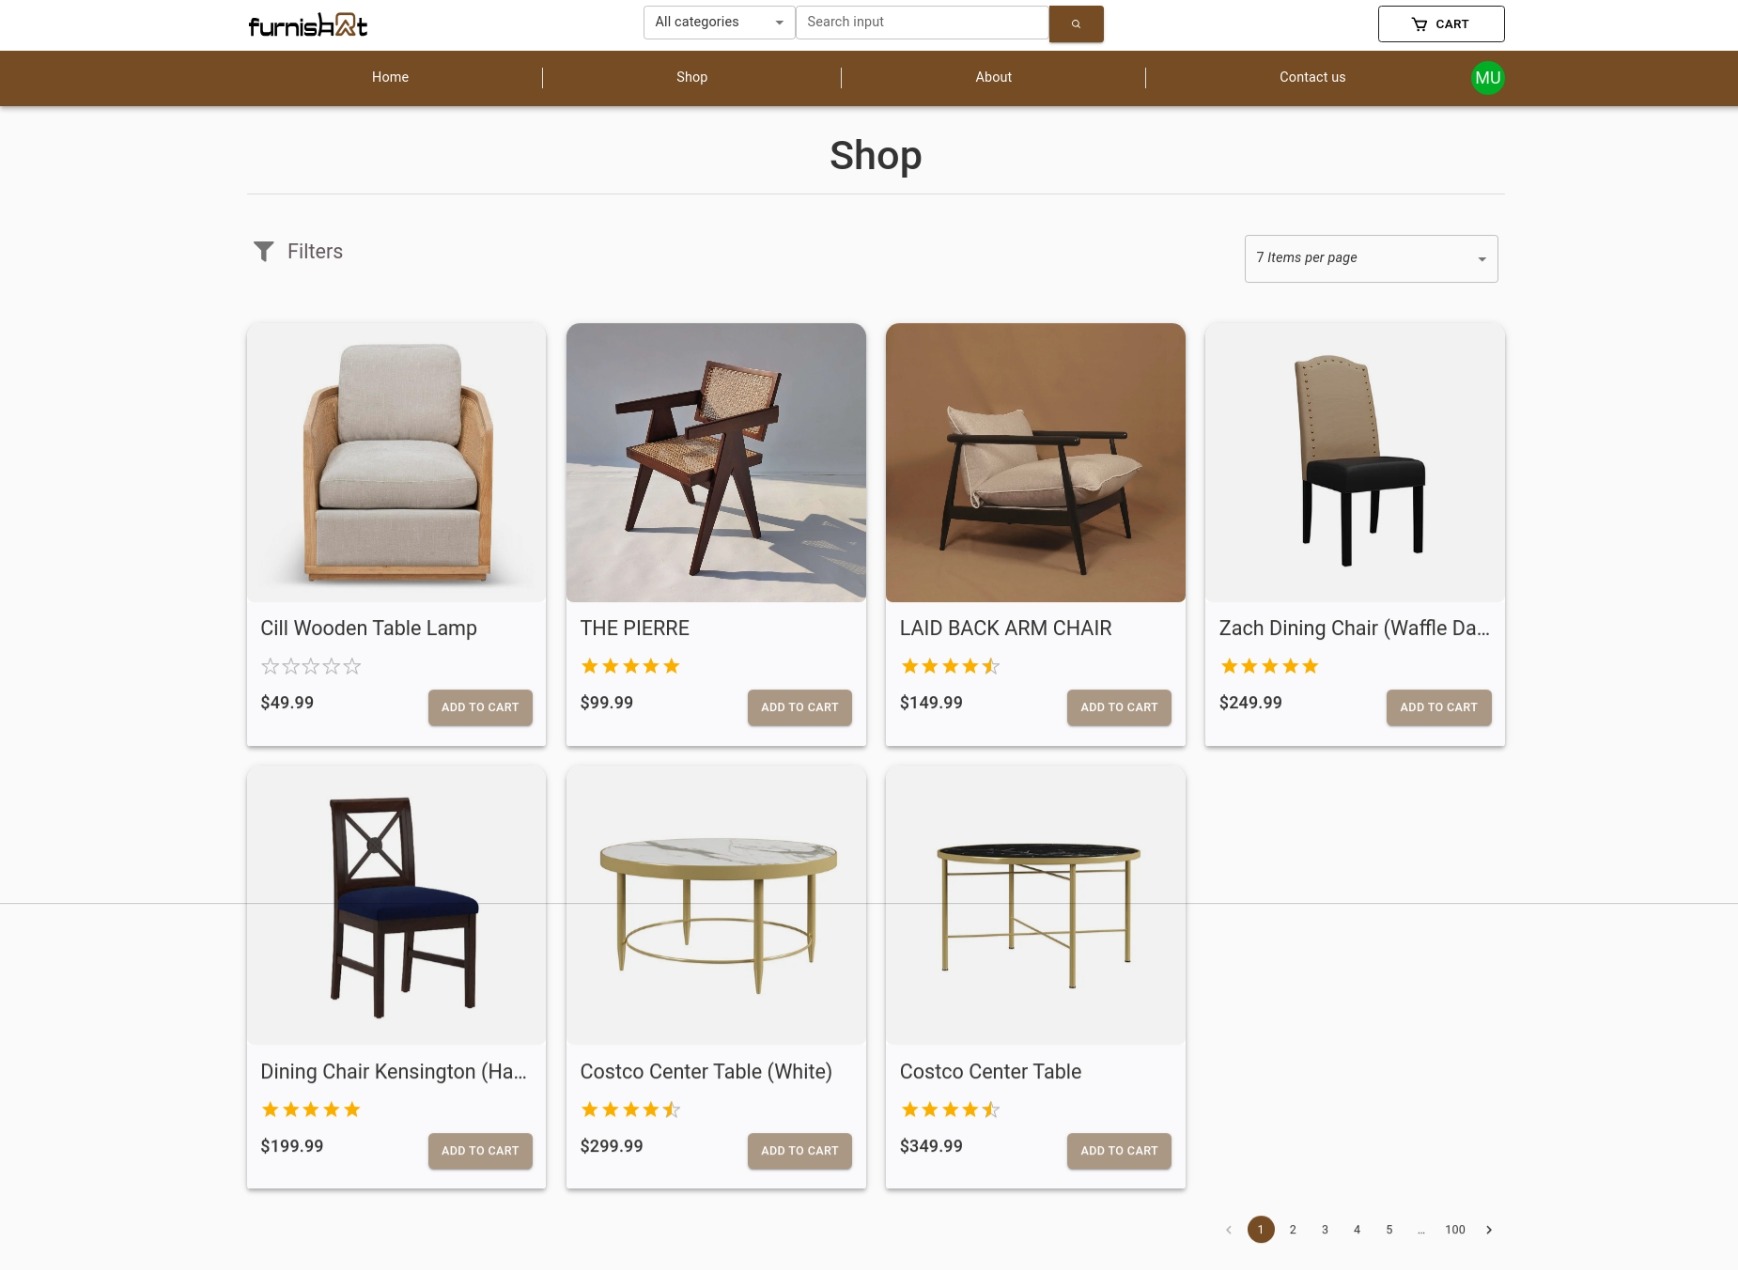 furnishart
All categories
Search input
CART
Home
Shop
About
Contact us
MU
Shop
Filters
7 Items per page
Cill Wooden Table Lamp
$49.99
ADD TO CART
THE PIERRE
$99.99
ADD TO CART
LAID BACK ARM CHAIR
$149.99
ADD TO CART
Zach Dining Chair (Waffle Da...
$249.99
ADD TO CART
Dining Chair Kensington (Ha...
$199.99
ADD TO CART
Costco Center Table (White)
$299.99
ADD TO CART
Costco Center Table
$349.99
ADD TO CART
‹ 1 2 3 4 5 ... 100 ›